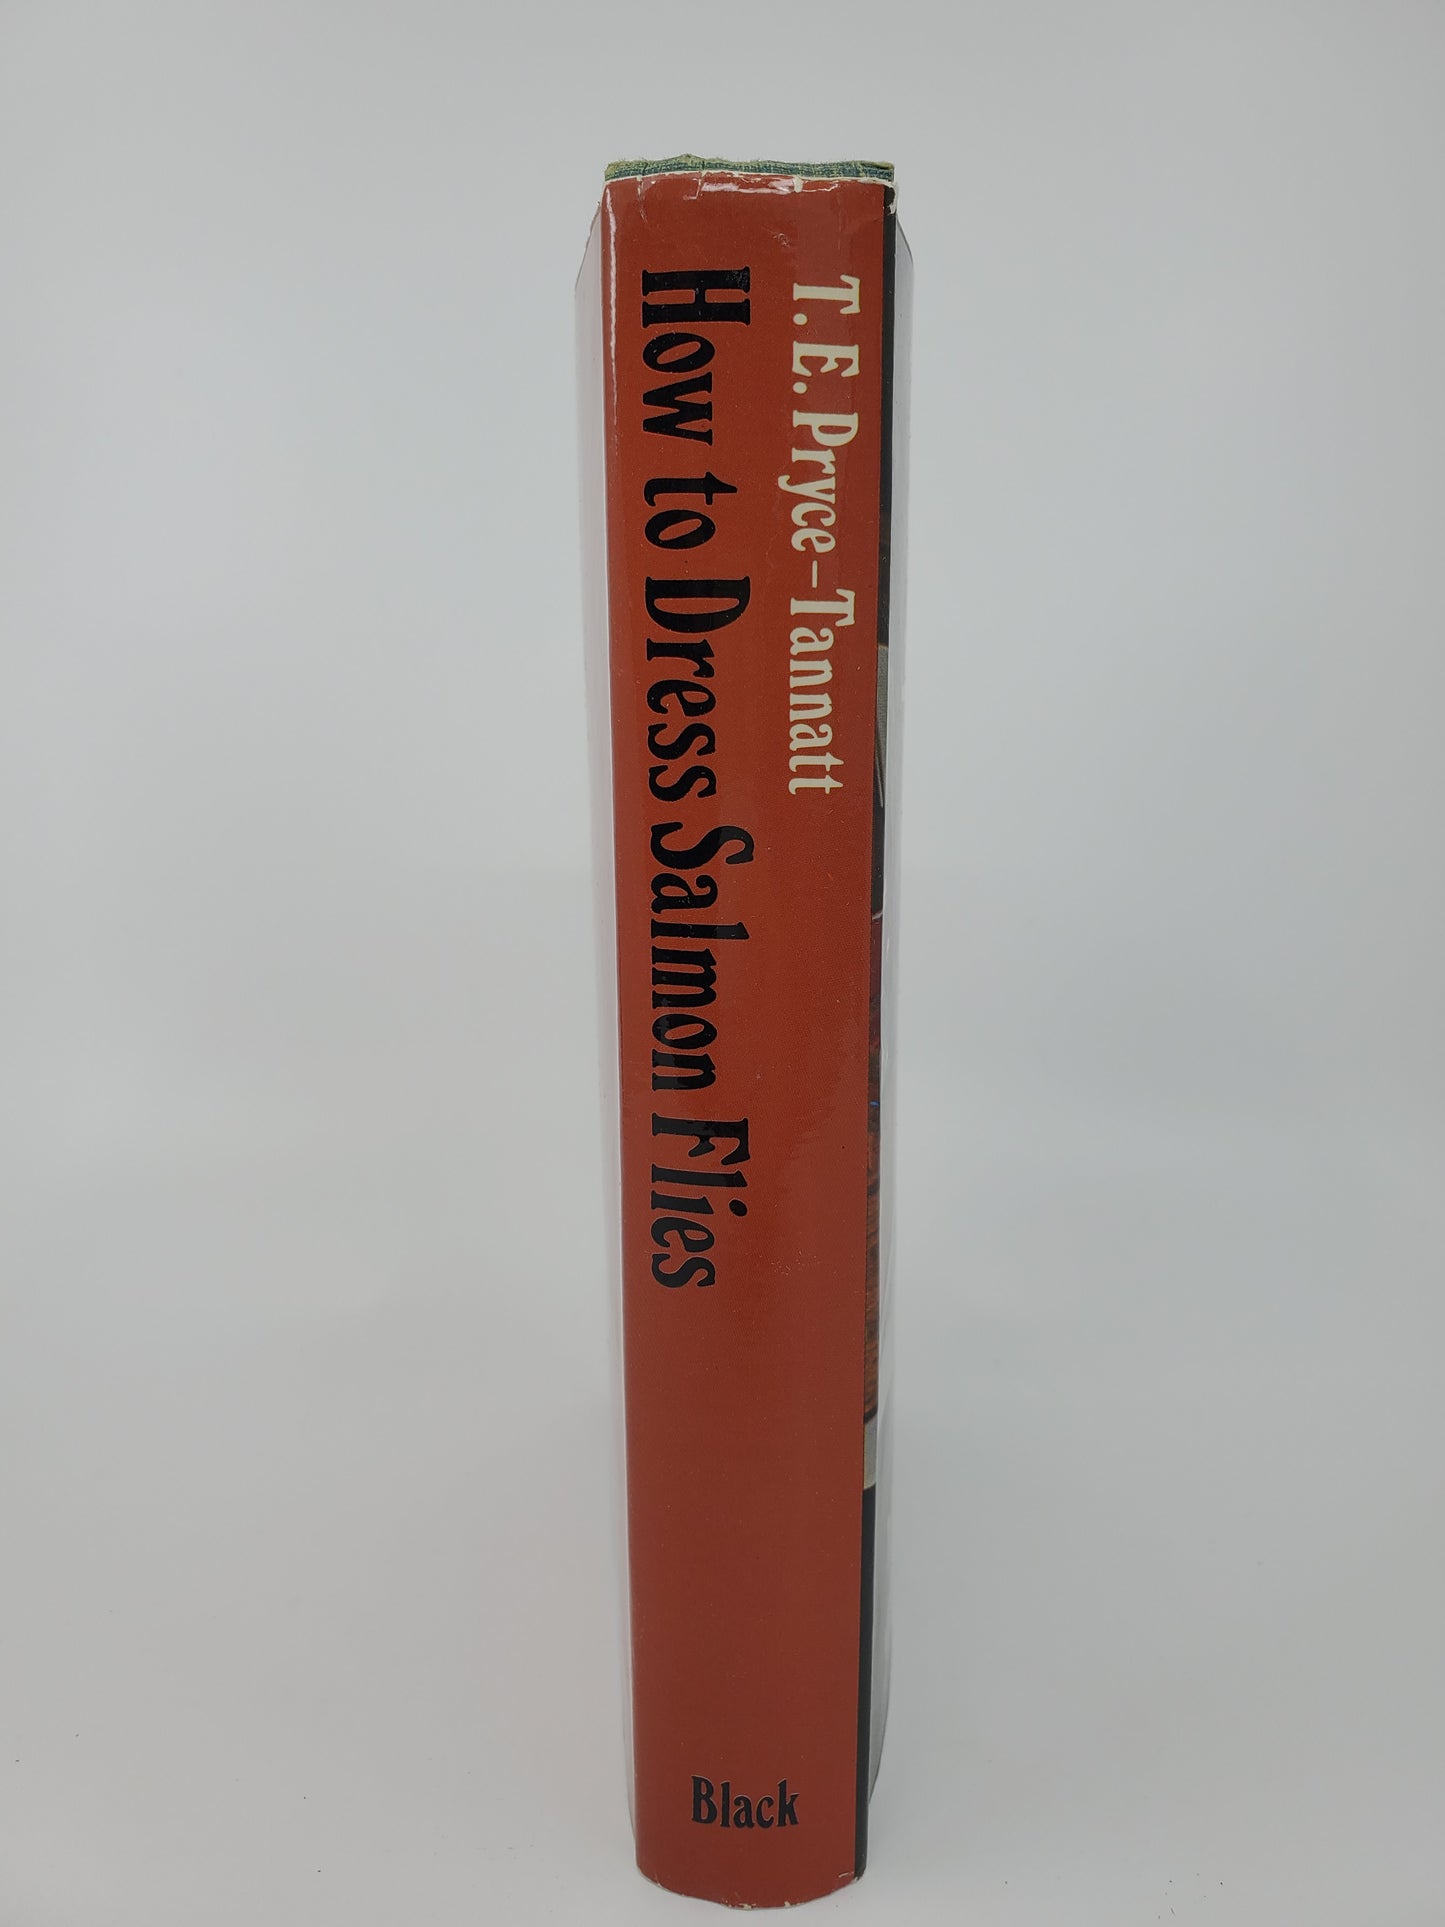 T. E. Pryce-Tannatt
How to Dress Salmon Flies
Black